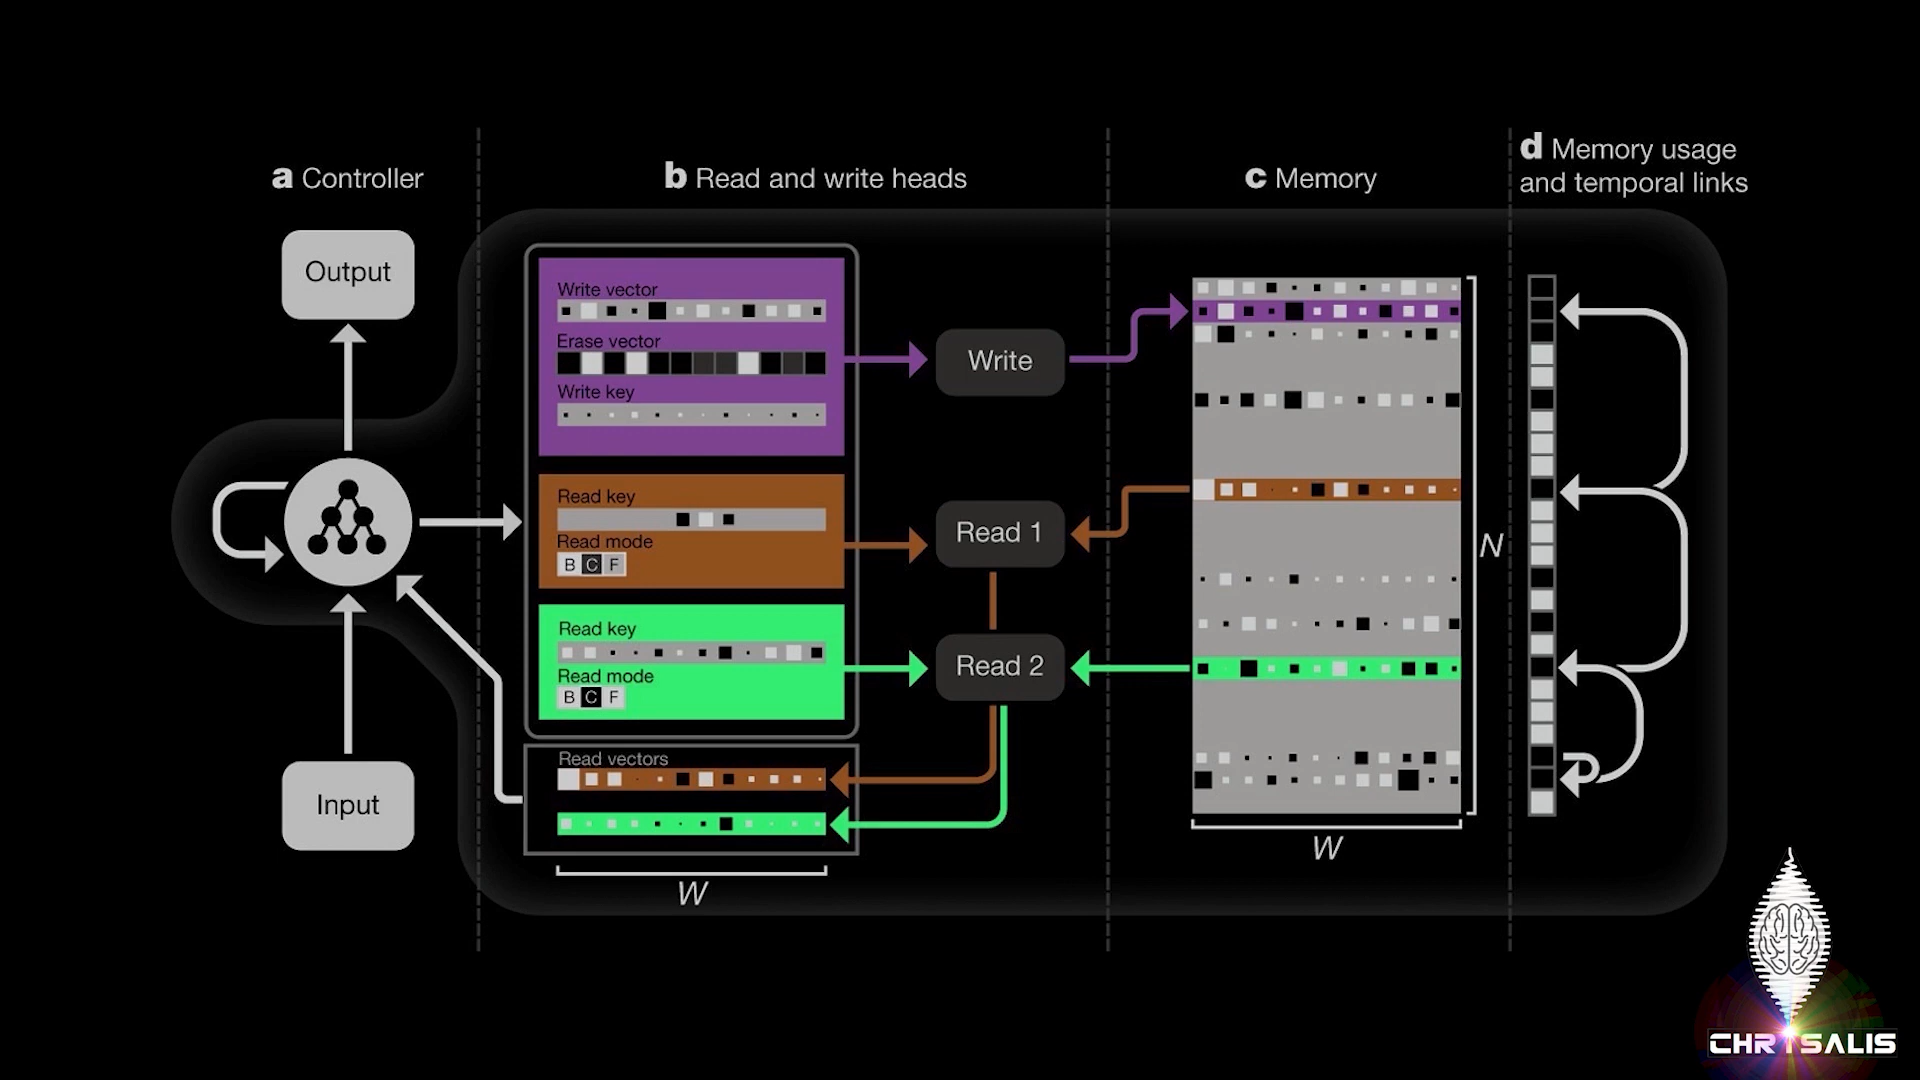 a Controller
b Read and write heads
c Memory
d Memory usage
and temporal links
Output
Input
Write vector
Erase vector
Write key
Read key
Read mode
B C F
Read key
Read mode
B C F
Read vectors
W
Write
Read 1
Read 2
N
W
CHRYSALIS